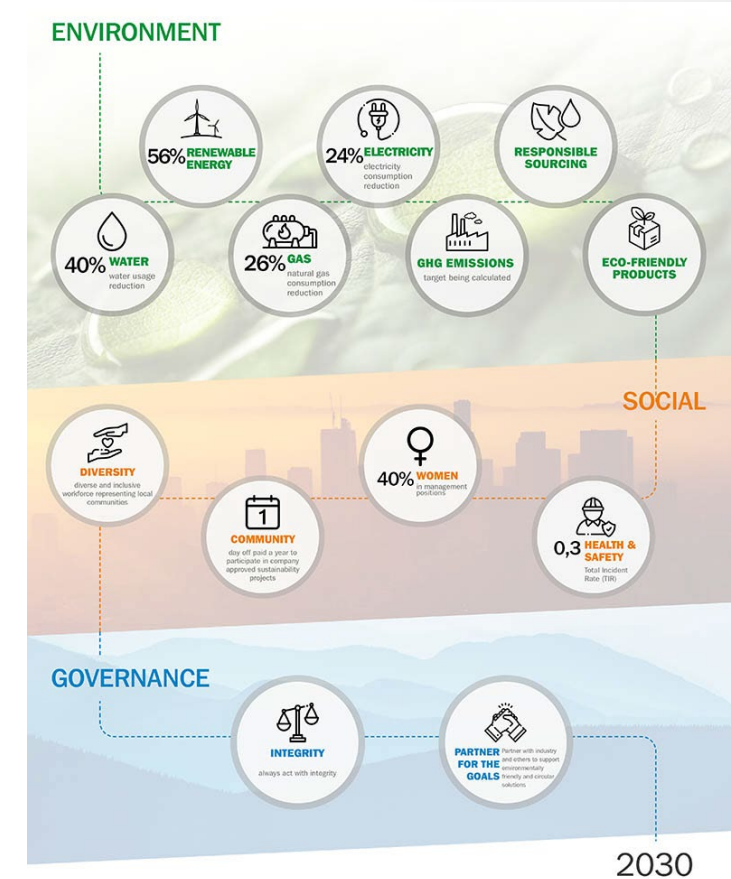 ENVIRONMENT
56% RENEWABLE
ENERGY
24% ELECTRICITY
electricity
consumption
reduction
RESPONSIBLE
SOURCING
40% WATER
water usage
reduction
26% GAS
natural gas
consumption
reduction
GHG EMISSIONS
target being calculated
ECO-FRIENDLY
PRODUCTS
SOCIAL
DIVERSITY
diverse and inclusive
workforce representing local
communities
1
COMMUNITY
day off paid a year to
participate in company
approved sustainability
projects
40% WOMEN
in management
positions
0,3 HEALTH &
SAFETY
Total Incident
Rate (TIR)
GOVERNANCE
INTEGRITY
always act with integrity
PARTNER
FOR THE
GOALS
Partner with industry
and others to support
environmentally
friendly and circular
solutions
2030